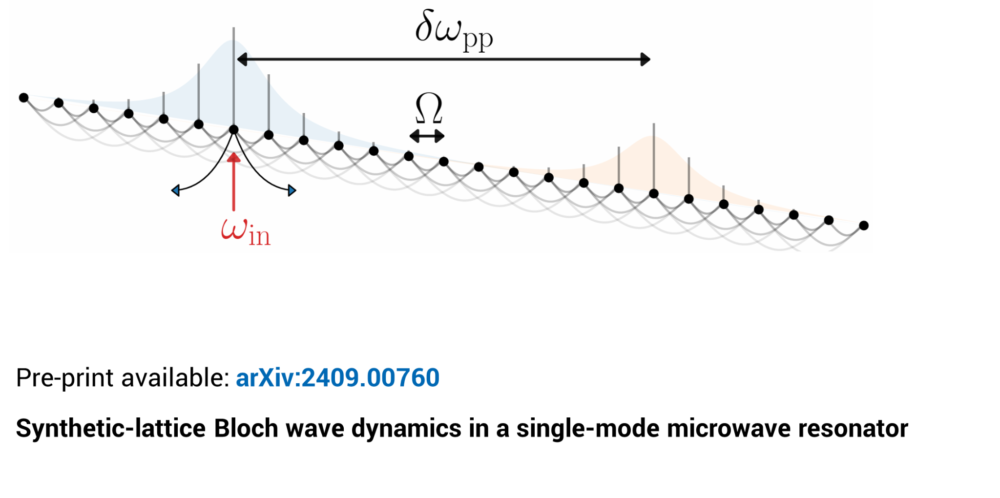 δω_pp
Ω
ω_in
Pre-print available: arXiv:2409.00760
Synthetic-lattice Bloch wave dynamics in a single-mode microwave resonator